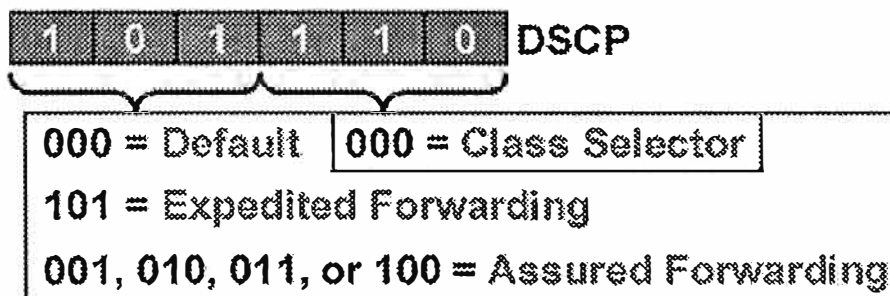 1 0 1 1 1 0 DSCP
000 = Default 000 = Class Selector
101 = Expedited Forwarding
001, 010, 011, or 100 = Assured Forwarding